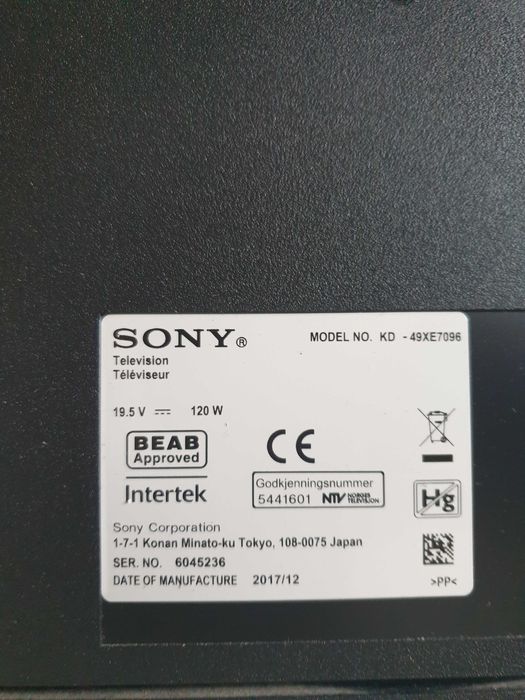 SONY®
MODEL NO. KD - 49XE7096
Television
Téléviseur
19.5 V ⎓ 120 W
BEAB
Approved
CE
Intertek
Godkjenningsnummer
5441601 NTV NORGES TELEVISION
Hg
Sony Corporation
1-7-1 Konan Minato-ku Tokyo, 108-0075 Japan
SER. NO. 6045236
DATE OF MANUFACTURE 2017/12
>PP<